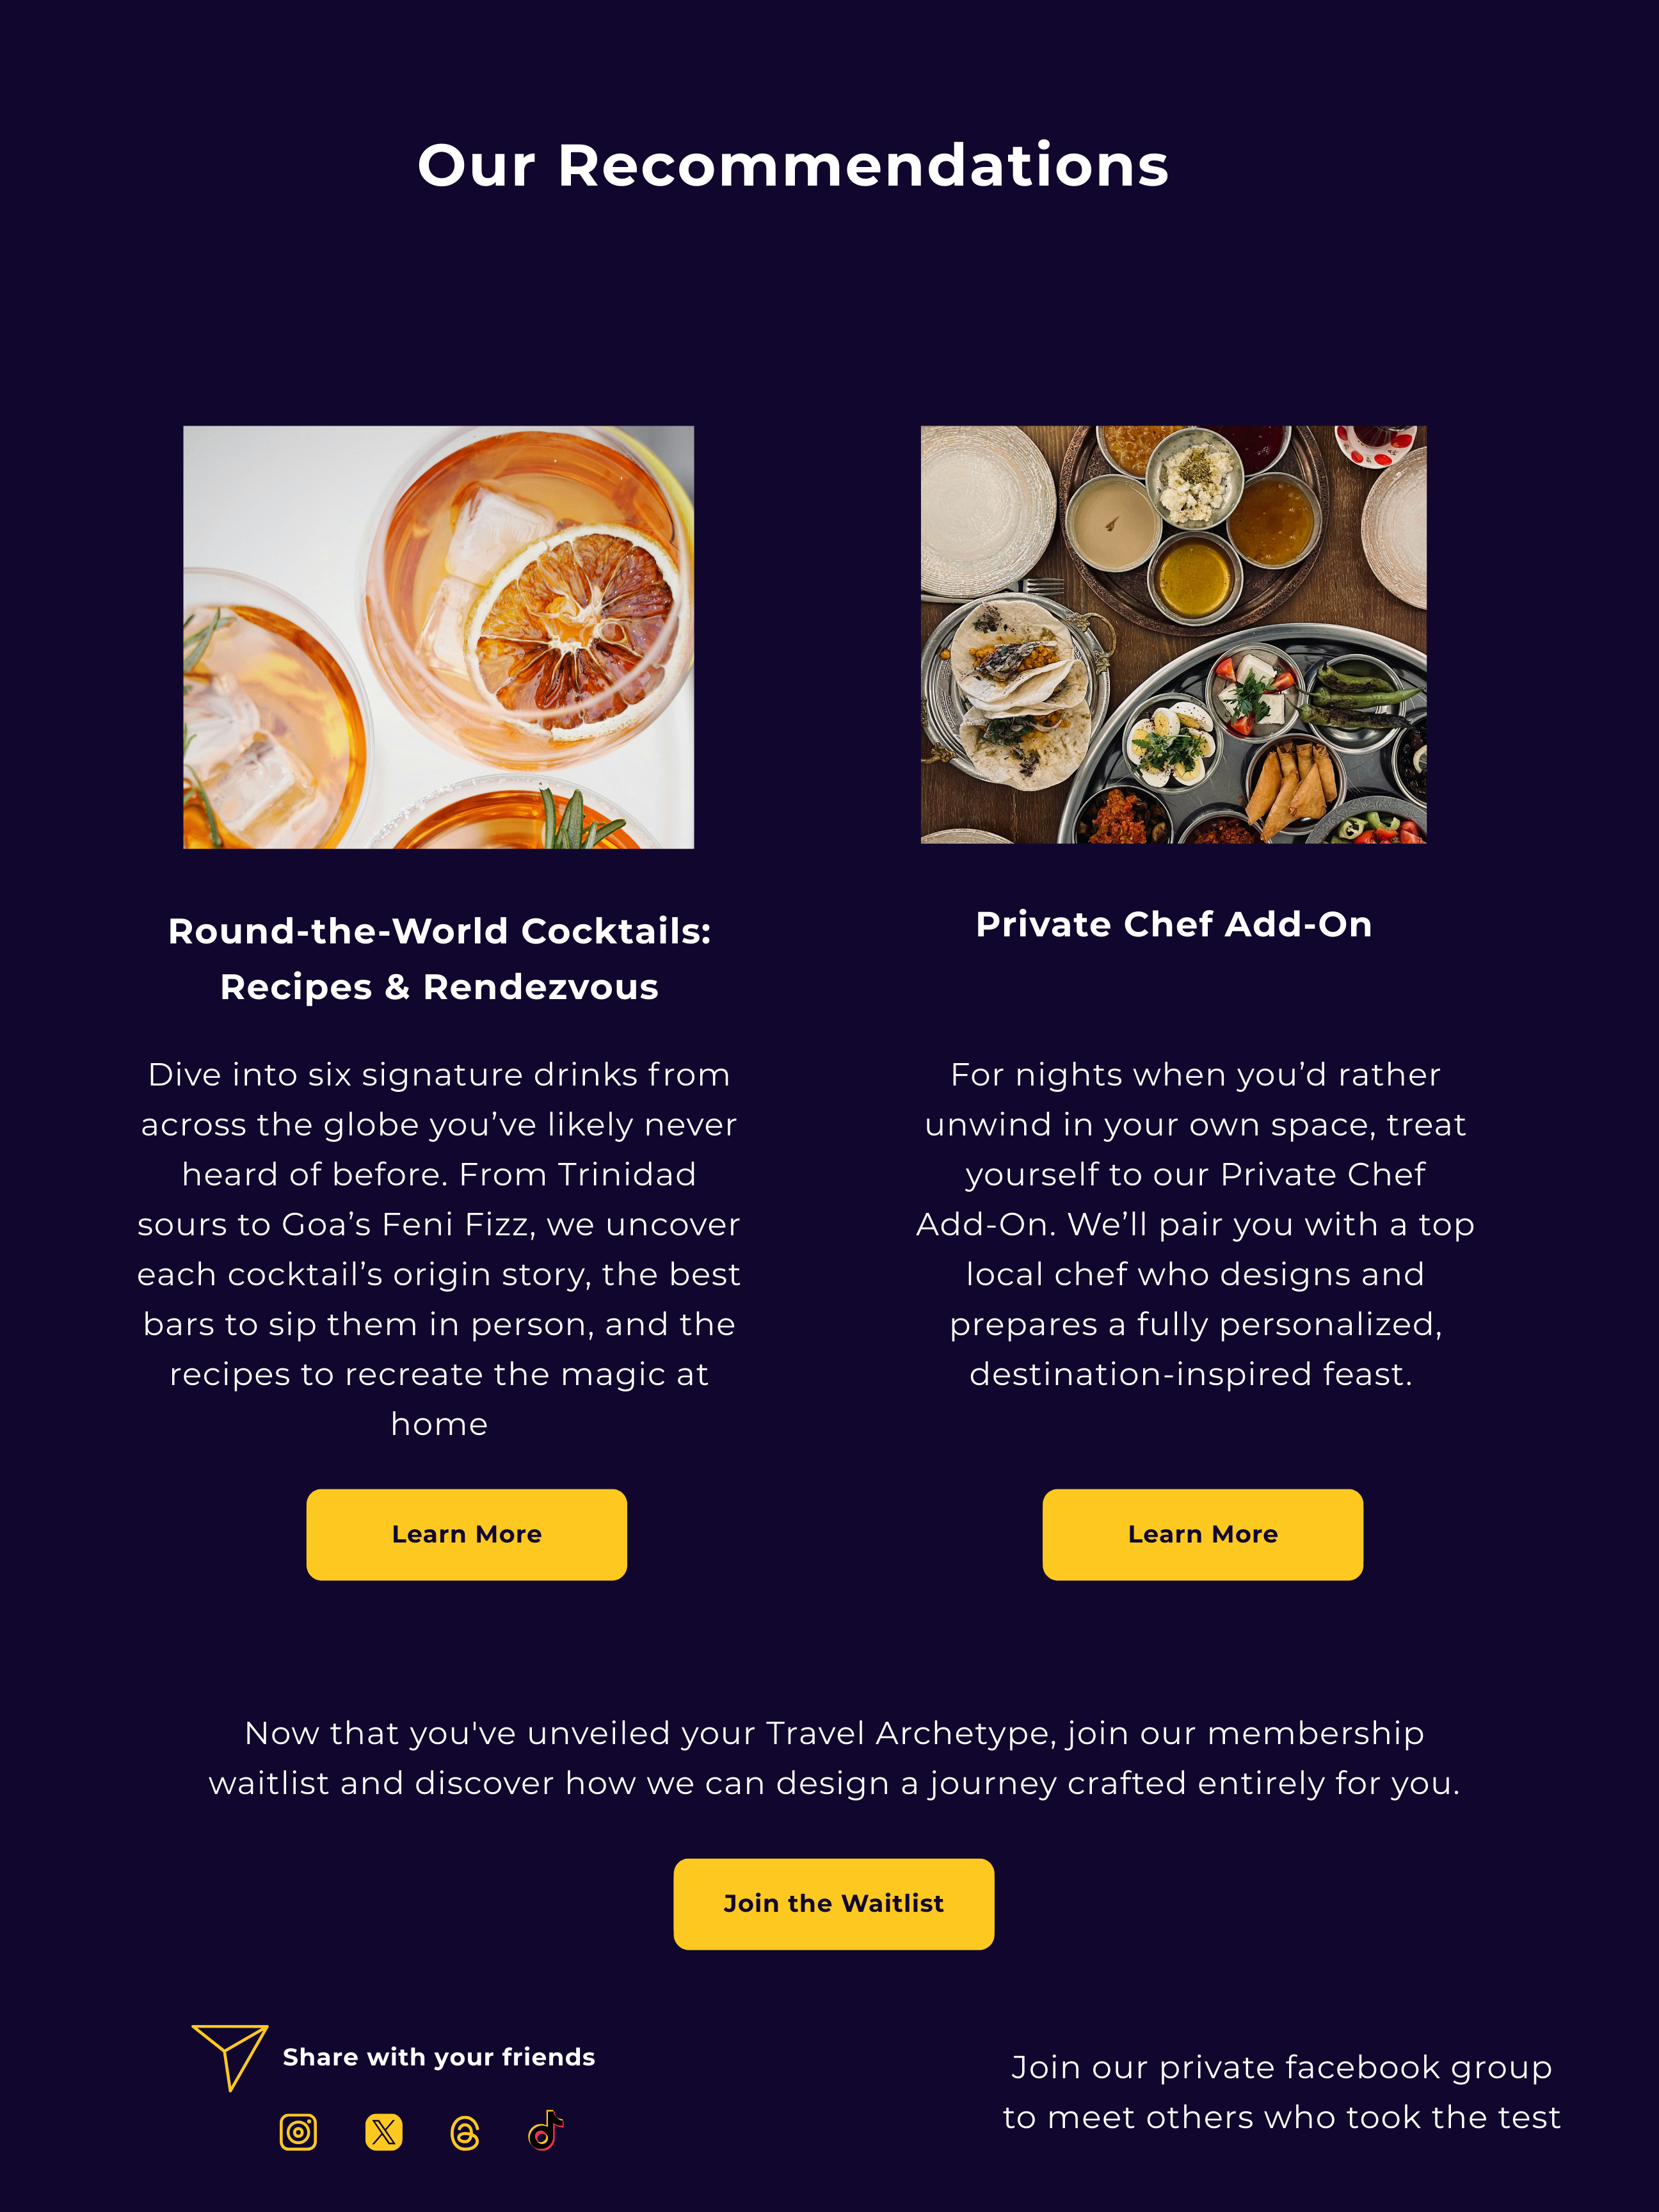 Our Recommendations
Round-the-World Cocktails:
Recipes & Rendezvous
Dive into six signature drinks from
across the globe you’ve likely never
heard of before. From Trinidad
sours to Goa’s Feni Fizz, we uncover
each cocktail’s origin story, the best
bars to sip them in person, and the
recipes to recreate the magic at
home
Learn More
Private Chef Add-On
For nights when you’d rather
unwind in your own space, treat
yourself to our Private Chef
Add-On. We’ll pair you with a top
local chef who designs and
prepares a fully personalized,
destination-inspired feast.
Learn More
Now that you've unveiled your Travel Archetype, join our membership
waitlist and discover how we can design a journey crafted entirely for you.
Join the Waitlist
Share with your friends
Join our private facebook group
to meet others who took the test